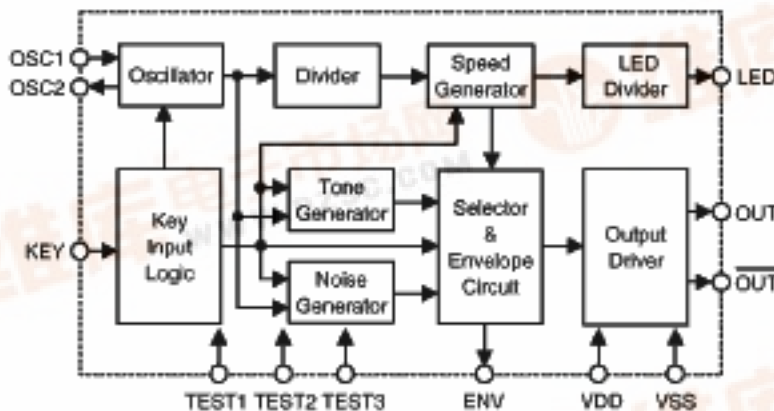 OSC1
OSC2
Oscillator
Divider
Speed
Generator
LED
Divider
LED
KEY
Key
Input
Logic
Tone
Generator
Noise
Generator
Selector
&
Envelope
Circuit
Output
Driver
OUT
OUT
TEST1 TEST2 TEST3 ENV VDD VSS